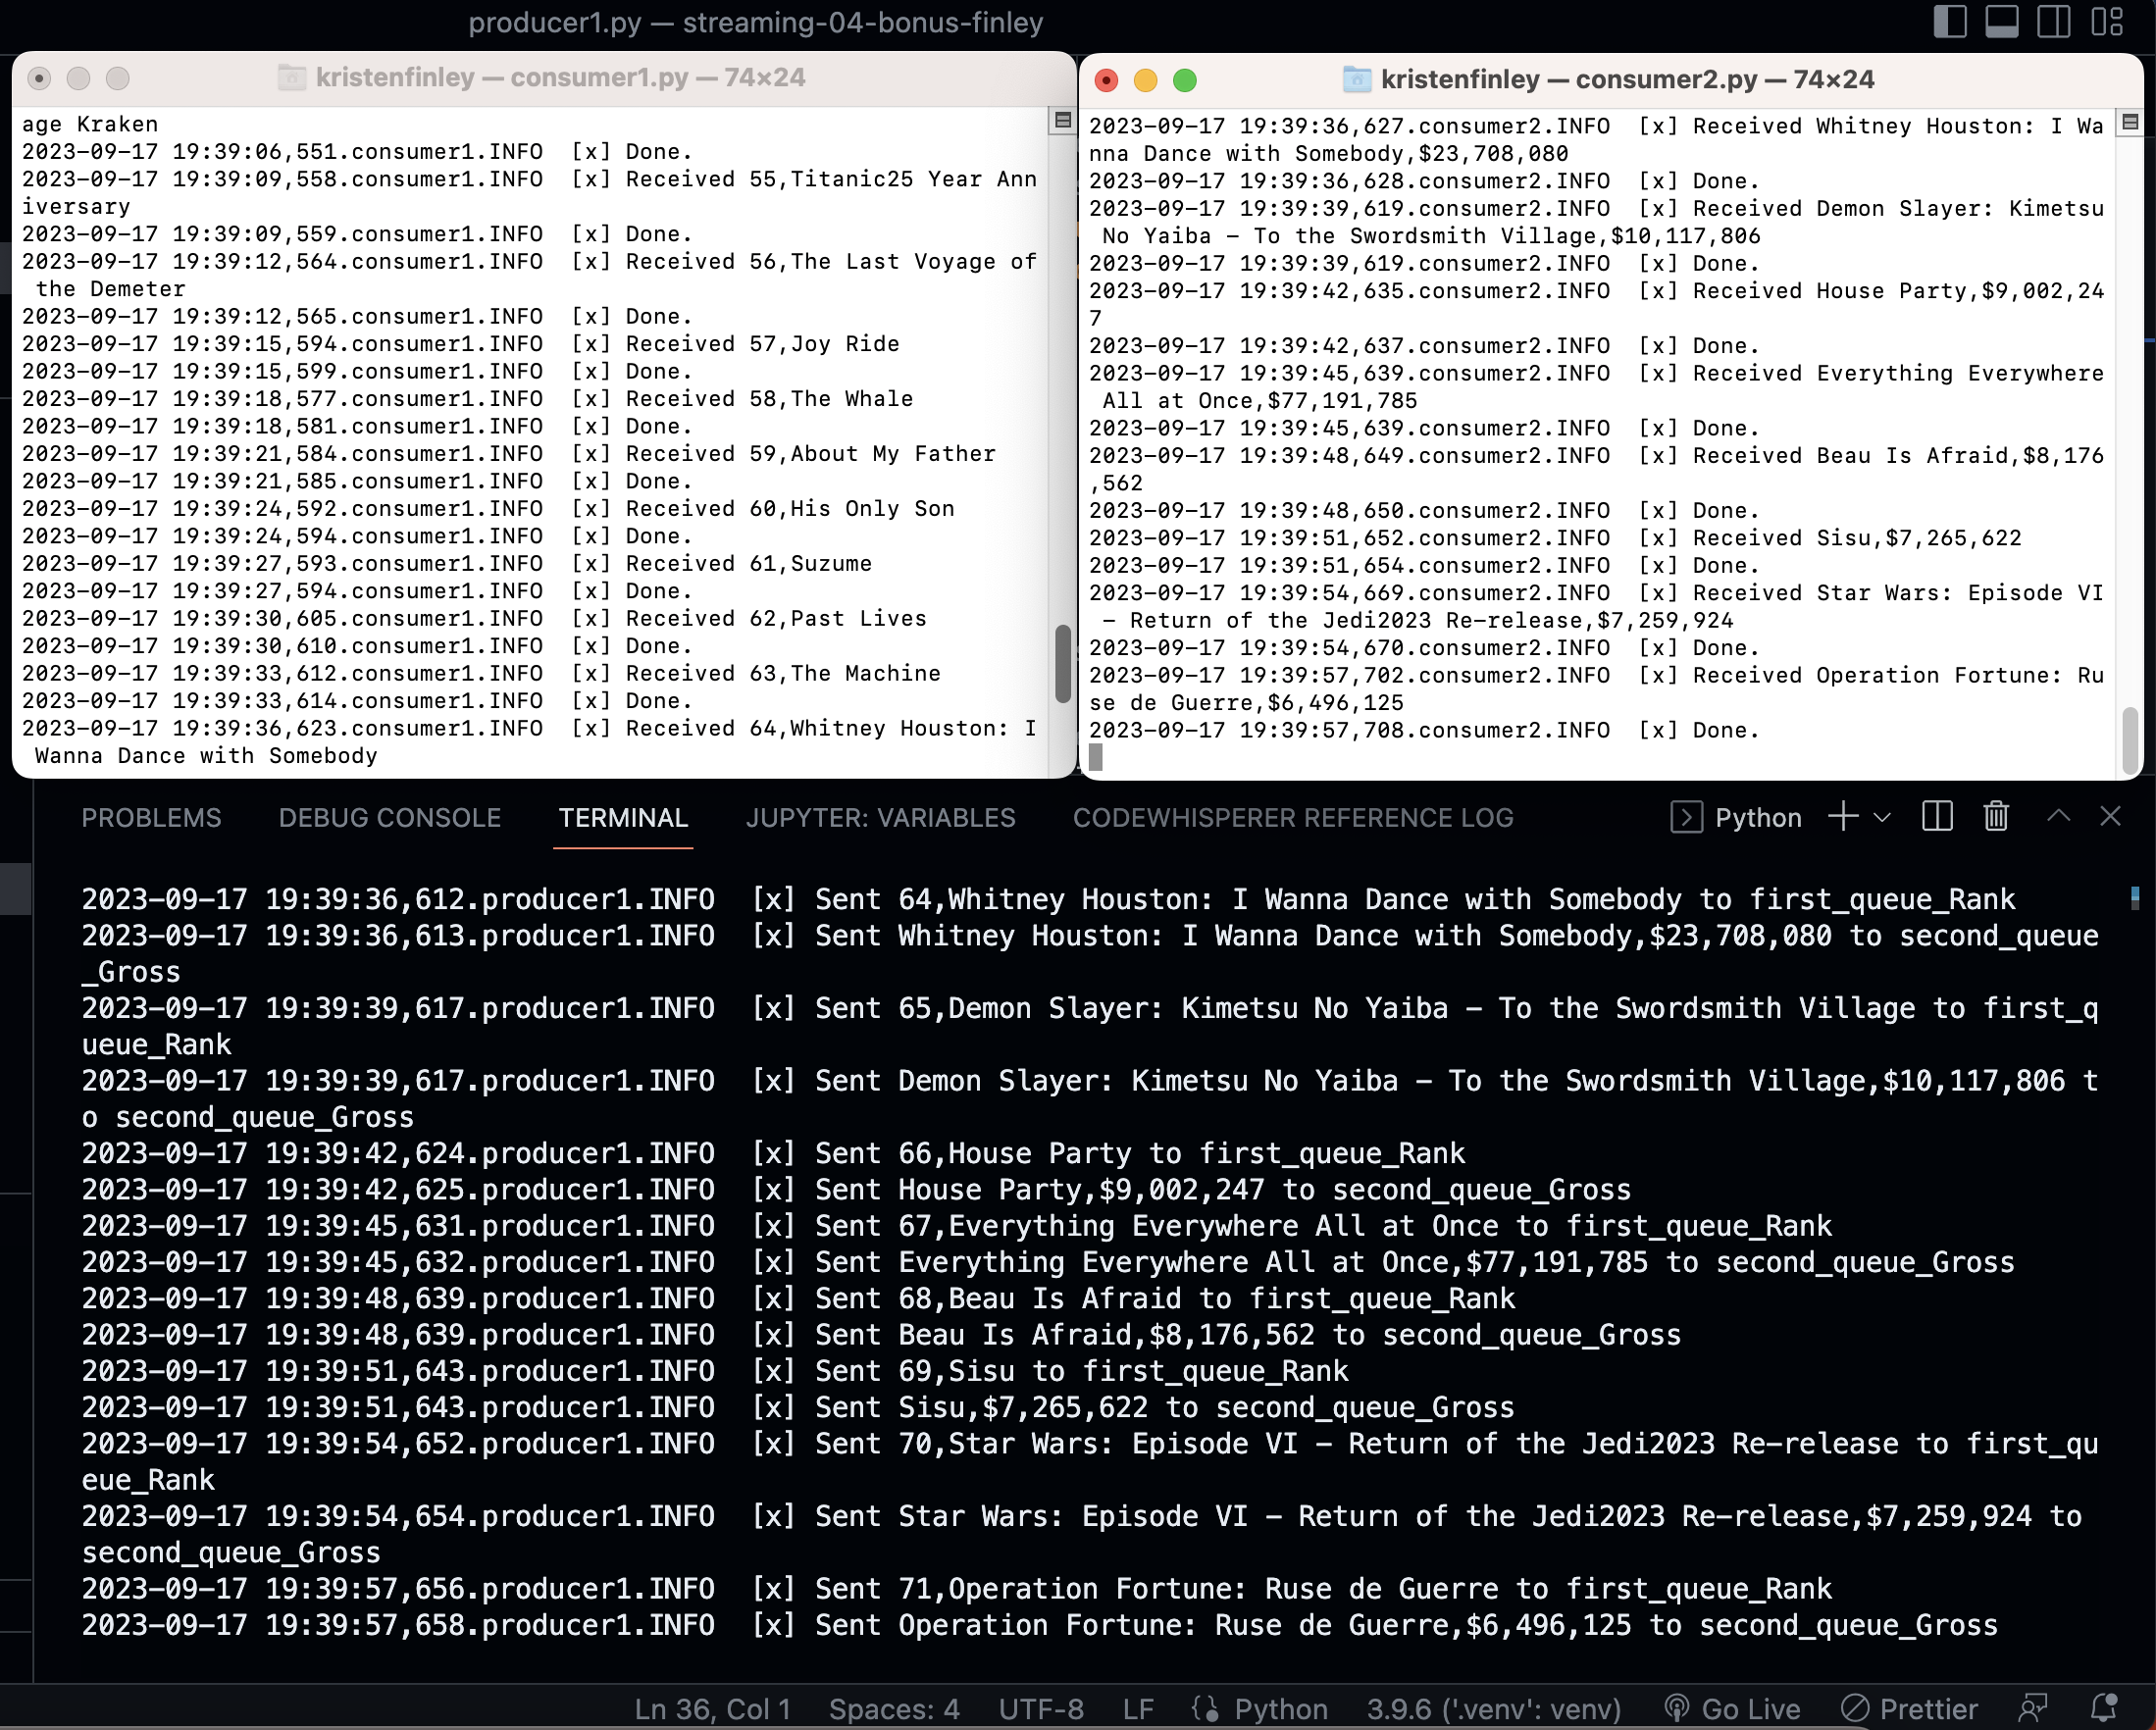 producer1.py — streaming-04-bonus-finley
kristenfinley — consumer1.py — 74×24
age Kraken
2023-09-17 19:39:06,551.consumer1.INFO  [x] Done.
2023-09-17 19:39:09,558.consumer1.INFO  [x] Received 55,Titanic25 Year Ann
iversary
2023-09-17 19:39:09,559.consumer1.INFO  [x] Done.
2023-09-17 19:39:12,564.consumer1.INFO  [x] Received 56,The Last Voyage of
 the Demeter
2023-09-17 19:39:12,565.consumer1.INFO  [x] Done.
2023-09-17 19:39:15,594.consumer1.INFO  [x] Received 57,Joy Ride
2023-09-17 19:39:15,599.consumer1.INFO  [x] Done.
2023-09-17 19:39:18,577.consumer1.INFO  [x] Received 58,The Whale
2023-09-17 19:39:18,581.consumer1.INFO  [x] Done.
2023-09-17 19:39:21,584.consumer1.INFO  [x] Received 59,About My Father
2023-09-17 19:39:21,585.consumer1.INFO  [x] Done.
2023-09-17 19:39:24,592.consumer1.INFO  [x] Received 60,His Only Son
2023-09-17 19:39:24,594.consumer1.INFO  [x] Done.
2023-09-17 19:39:27,593.consumer1.INFO  [x] Received 61,Suzume
2023-09-17 19:39:27,594.consumer1.INFO  [x] Done.
2023-09-17 19:39:30,605.consumer1.INFO  [x] Received 62,Past Lives
2023-09-17 19:39:30,610.consumer1.INFO  [x] Done.
2023-09-17 19:39:33,612.consumer1.INFO  [x] Received 63,The Machine
2023-09-17 19:39:33,614.consumer1.INFO  [x] Done.
2023-09-17 19:39:36,623.consumer1.INFO  [x] Received 64,Whitney Houston: I
 Wanna Dance with Somebody
kristenfinley — consumer2.py — 74×24
2023-09-17 19:39:36,627.consumer2.INFO  [x] Received Whitney Houston: I Wa
nna Dance with Somebody,$23,708,080
2023-09-17 19:39:36,628.consumer2.INFO  [x] Done.
2023-09-17 19:39:39,619.consumer2.INFO  [x] Received Demon Slayer: Kimetsu
 No Yaiba - To the Swordsmith Village,$10,117,806
2023-09-17 19:39:39,619.consumer2.INFO  [x] Done.
2023-09-17 19:39:42,635.consumer2.INFO  [x] Received House Party,$9,002,24
7
2023-09-17 19:39:42,637.consumer2.INFO  [x] Done.
2023-09-17 19:39:45,639.consumer2.INFO  [x] Received Everything Everywhere
 All at Once,$77,191,785
2023-09-17 19:39:45,639.consumer2.INFO  [x] Done.
2023-09-17 19:39:48,649.consumer2.INFO  [x] Received Beau Is Afraid,$8,176
,562
2023-09-17 19:39:48,650.consumer2.INFO  [x] Done.
2023-09-17 19:39:51,652.consumer2.INFO  [x] Received Sisu,$7,265,622
2023-09-17 19:39:51,654.consumer2.INFO  [x] Done.
2023-09-17 19:39:54,669.consumer2.INFO  [x] Received Star Wars: Episode VI
 - Return of the Jedi2023 Re-release,$7,259,924
2023-09-17 19:39:54,670.consumer2.INFO  [x] Done.
2023-09-17 19:39:57,702.consumer2.INFO  [x] Received Operation Fortune: Ru
se de Guerre,$6,496,125
2023-09-17 19:39:57,708.consumer2.INFO  [x] Done.
PROBLEMS  DEBUG CONSOLE  TERMINAL  JUPYTER: VARIABLES  CODEWHISPERER REFERENCE LOG  Python
2023-09-17 19:39:36,612.producer1.INFO  [x] Sent 64,Whitney Houston: I Wanna Dance with Somebody to first_queue_Rank
2023-09-17 19:39:36,613.producer1.INFO  [x] Sent Whitney Houston: I Wanna Dance with Somebody,$23,708,080 to second_queue
_Gross
2023-09-17 19:39:39,617.producer1.INFO  [x] Sent 65,Demon Slayer: Kimetsu No Yaiba - To the Swordsmith Village to first_q
ueue_Rank
2023-09-17 19:39:39,617.producer1.INFO  [x] Sent Demon Slayer: Kimetsu No Yaiba - To the Swordsmith Village,$10,117,806 t
o second_queue_Gross
2023-09-17 19:39:42,624.producer1.INFO  [x] Sent 66,House Party to first_queue_Rank
2023-09-17 19:39:42,625.producer1.INFO  [x] Sent House Party,$9,002,247 to second_queue_Gross
2023-09-17 19:39:45,631.producer1.INFO  [x] Sent 67,Everything Everywhere All at Once to first_queue_Rank
2023-09-17 19:39:45,632.producer1.INFO  [x] Sent Everything Everywhere All at Once,$77,191,785 to second_queue_Gross
2023-09-17 19:39:48,639.producer1.INFO  [x] Sent 68,Beau Is Afraid to first_queue_Rank
2023-09-17 19:39:48,639.producer1.INFO  [x] Sent Beau Is Afraid,$8,176,562 to second_queue_Gross
2023-09-17 19:39:51,643.producer1.INFO  [x] Sent 69,Sisu to first_queue_Rank
2023-09-17 19:39:51,643.producer1.INFO  [x] Sent Sisu,$7,265,622 to second_queue_Gross
2023-09-17 19:39:54,652.producer1.INFO  [x] Sent 70,Star Wars: Episode VI - Return of the Jedi2023 Re-release to first_qu
eue_Rank
2023-09-17 19:39:54,654.producer1.INFO  [x] Sent Star Wars: Episode VI - Return of the Jedi2023 Re-release,$7,259,924 to
second_queue_Gross
2023-09-17 19:39:57,656.producer1.INFO  [x] Sent 71,Operation Fortune: Ruse de Guerre to first_queue_Rank
2023-09-17 19:39:57,658.producer1.INFO  [x] Sent Operation Fortune: Ruse de Guerre,$6,496,125 to second_queue_Gross
Ln 36, Col 1  Spaces: 4  UTF-8  LF  Python  3.9.6 ('.venv': venv)  Go Live  Prettier